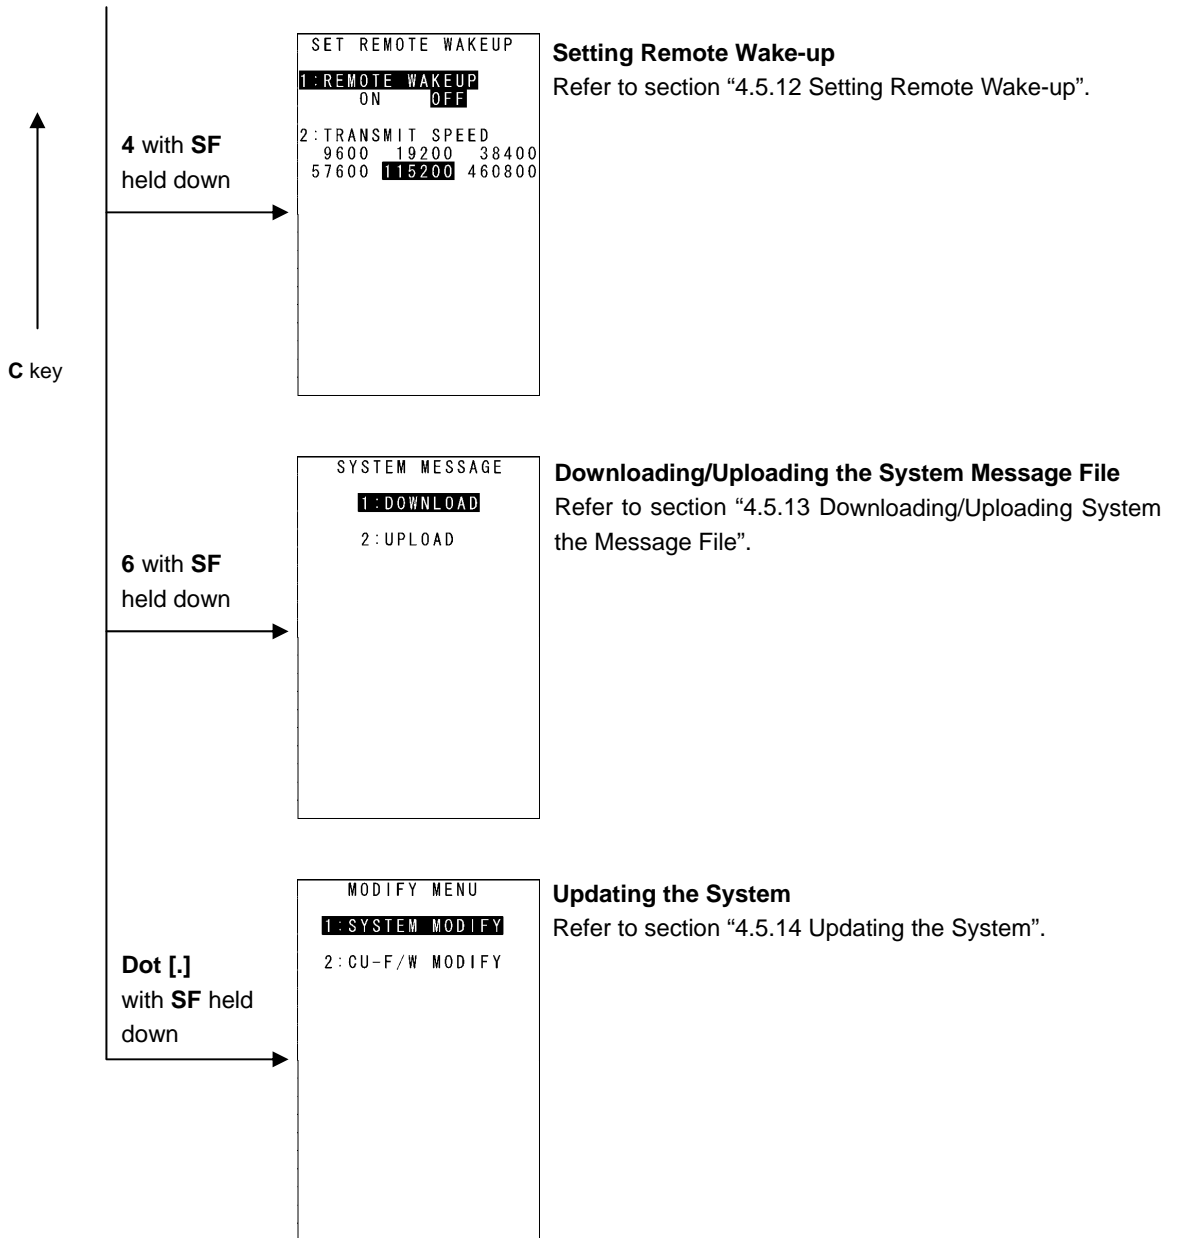 SET REMOTE WAKEUP
1:REMOTE WAKEUP
ON OFF
2:TRANSMIT SPEED
9600 19200 38400
57600 115200 460800
Setting Remote Wake-up
Refer to section “4.5.12 Setting Remote Wake-up”.
4 with SF
held down
C key
SYSTEM MESSAGE
1:DOWNLOAD
2:UPLOAD
Downloading/Uploading the System Message File
Refer to section “4.5.13 Downloading/Uploading System
the Message File”.
6 with SF
held down
MODIFY MENU
1:SYSTEM MODIFY
2:CU-F/W MODIFY
Updating the System
Refer to section “4.5.14 Updating the System”.
Dot [.]
with SF held
down